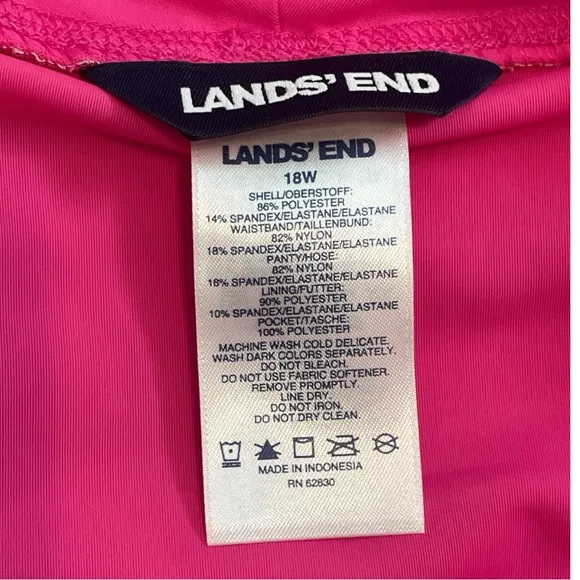 LANDS' END
LANDS' END
18W
SHELL/OBERSTOFF:
86% POLYESTER
14% SPANDEX/ELASTANE/ELASTANE
WAISTBAND/TAILLENBUND:
82% NYLON
18% SPANDEX/ELASTANE/ELASTANE
PANTY/HOSE:
82% NYLON
18% SPANDEX/ELASTANE/ELASTANE
LINING/FUTTER:
90% POLYESTER
10% SPANDEX/ELASTANE/ELASTANE
POCKET/TASCHE:
100% POLYESTER
MACHINE WASH COLD DELICATE.
WASH DARK COLORS SEPARATELY.
DO NOT BLEACH.
DO NOT USE FABRIC SOFTENER.
REMOVE PROMPTLY.
LINE DRY.
DO NOT IRON.
DO NOT DRY CLEAN.
MADE IN INDONESIA
RN 62830